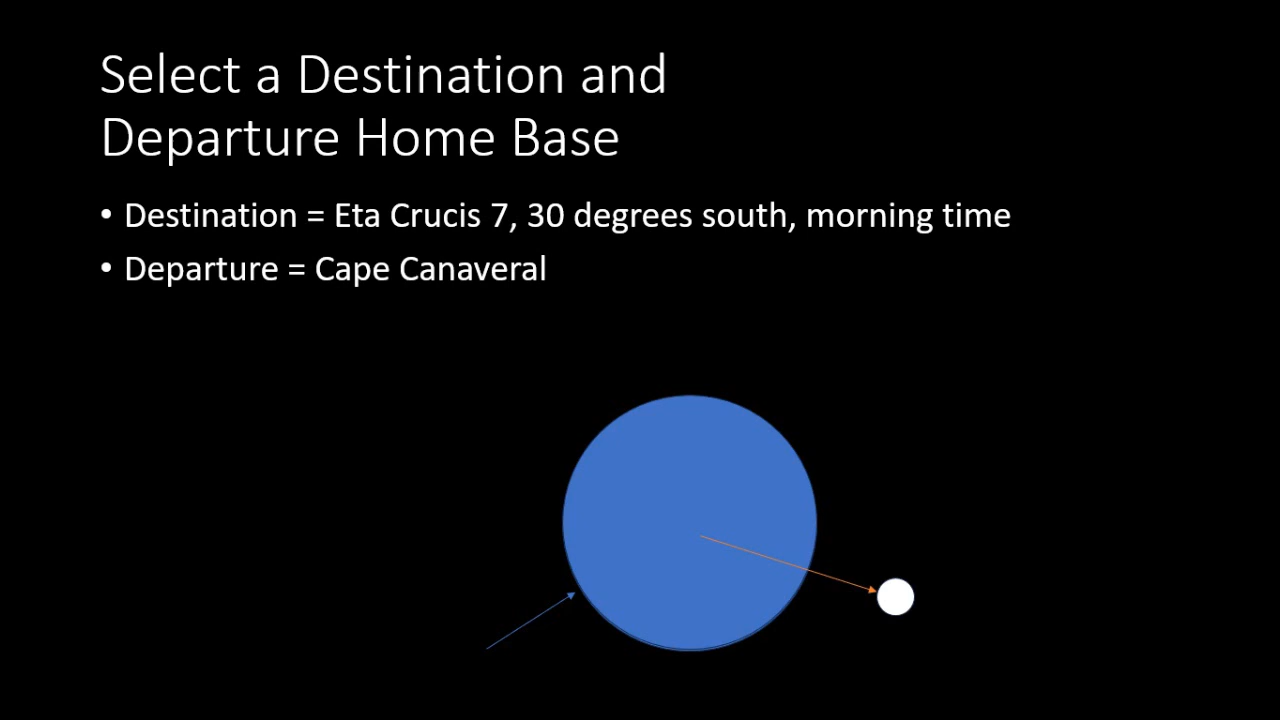 Select a Destination and
Departure Home Base
• Destination = Eta Crucis 7, 30 degrees south, morning time
• Departure = Cape Canaveral